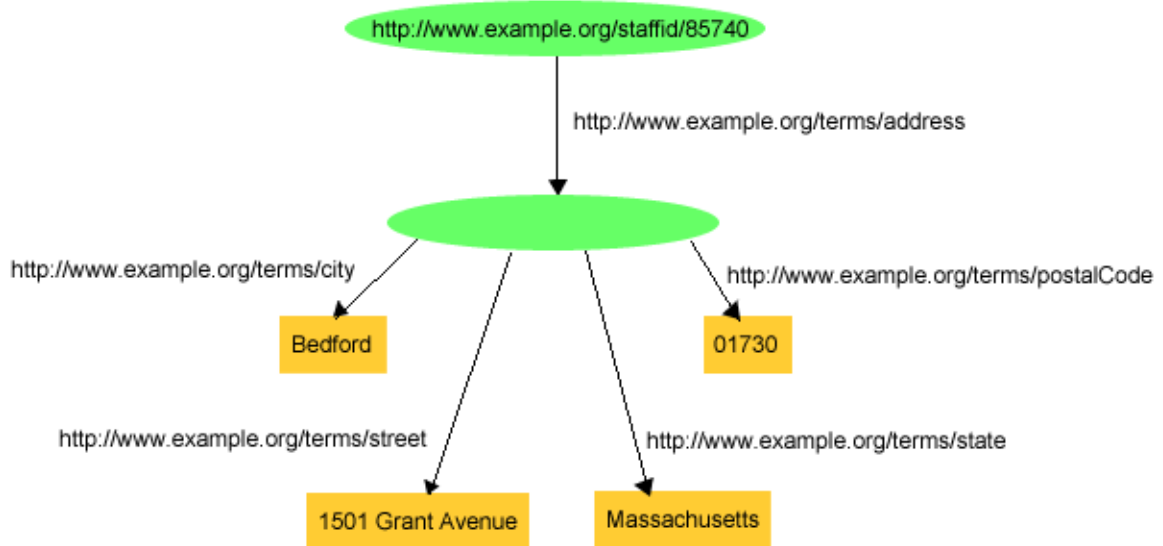 http://www.example.org/staffid/85740
http://www.example.org/terms/address
http://www.example.org/terms/city
http://www.example.org/terms/postalCode
Bedford
01730
http://www.example.org/terms/street
http://www.example.org/terms/state
1501 Grant Avenue
Massachusetts